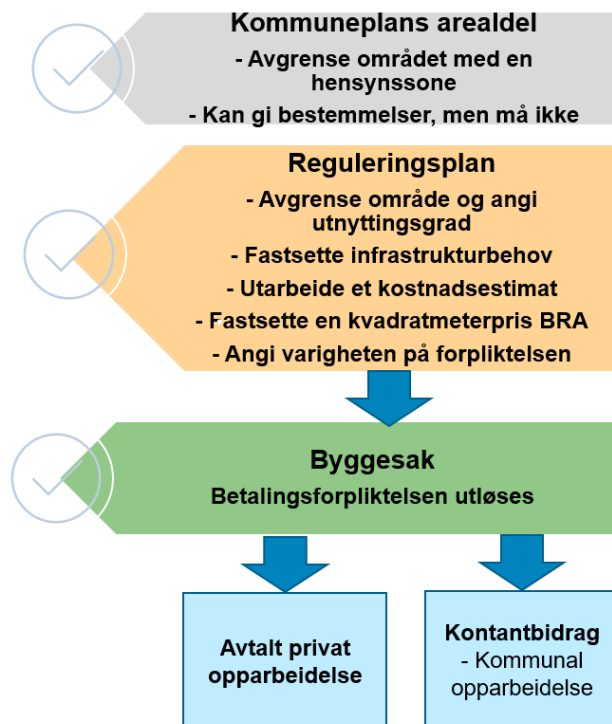 Kommuneplans arealdel
- Avgrense området med en
hensynssone
- Kan gi bestemmelser, men må ikke
Reguleringsplan
- Avgrense område og angi
utnyttingsgrad
- Fastsette infrastrukturbehov
- Utarbeide et kostnadsestimat
- Fastsette en kvadratmeterpris BRA
- Angi varigheten på forpliktelsen
Byggesak
Betalingsforpliktelsen utløses
Avtalt privat
opparbeidelse
Kontantbidrag
- Kommunal
opparbeidelse